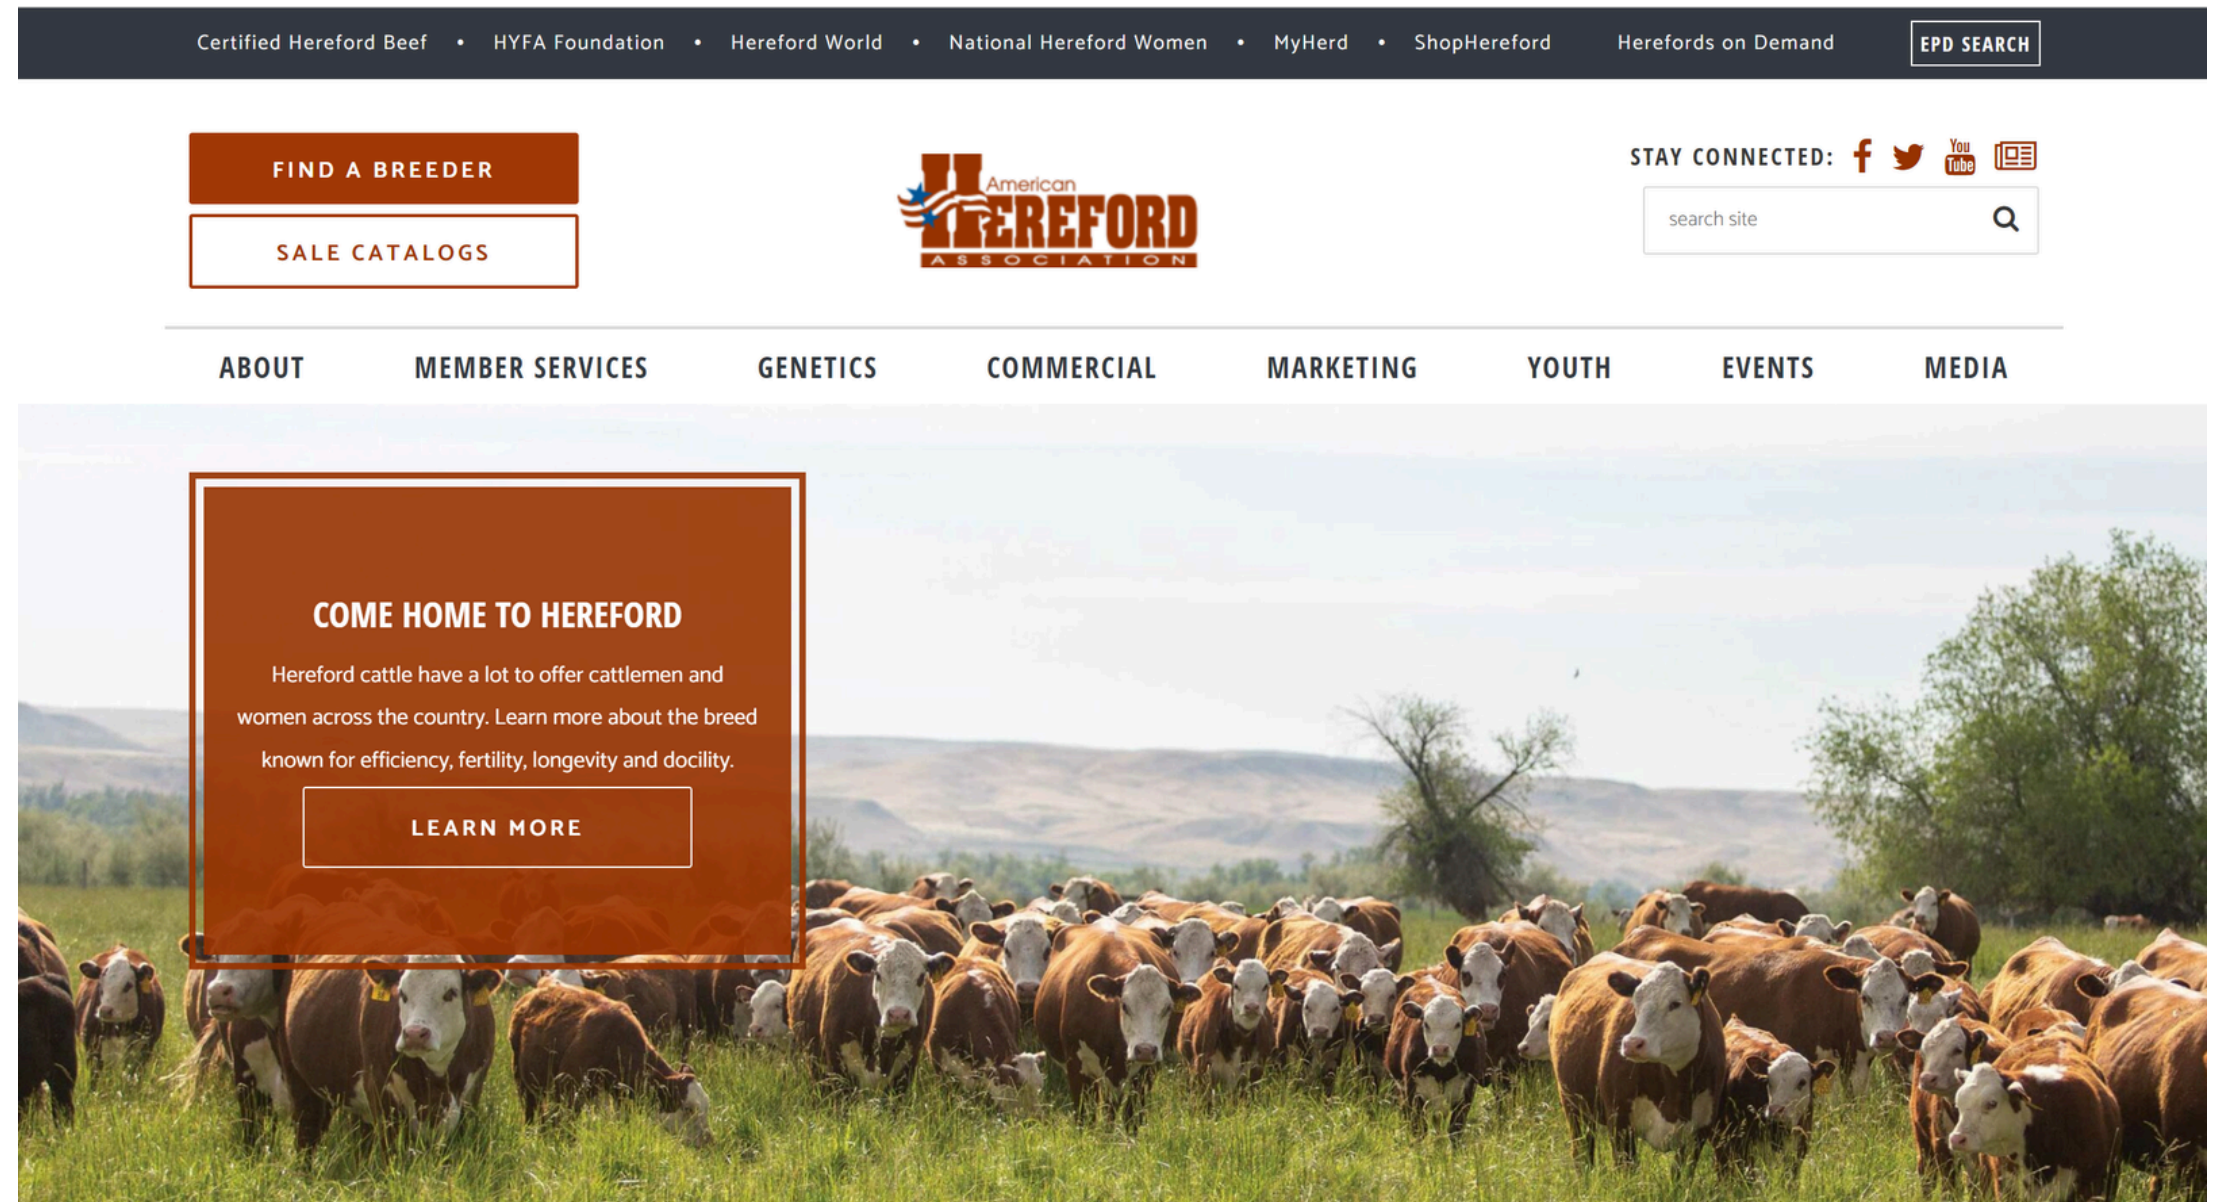 Certified Hereford Beef • HYFA Foundation • Hereford World • National Hereford Women • MyHerd • ShopHereford Herefords on Demand EPD SEARCH
FIND A BREEDER
SALE CATALOGS
American
HEREFORD
ASSOCIATION
STAY CONNECTED:
You
Tube
search site
ABOUT MEMBER SERVICES GENETICS COMMERCIAL MARKETING YOUTH EVENTS MEDIA
COME HOME TO HEREFORD
Hereford cattle have a lot to offer cattlemen and
women across the country. Learn more about the breed
known for efficiency, fertility, longevity and docility.
LEARN MORE